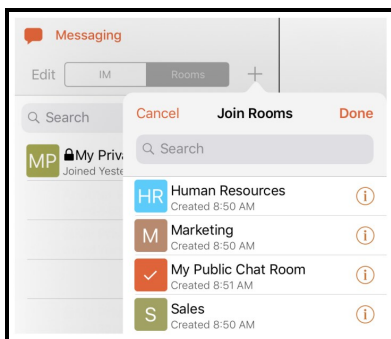 Messaging
Edit IM Rooms +
Search
MP My Priva
Joined Yeste
Cancel Join Rooms Done
Search
HR Human Resources
Created 8:50 AM
M Marketing
Created 8:50 AM
My Public Chat Room
Created 8:51 AM
S Sales
Created 8:50 AM